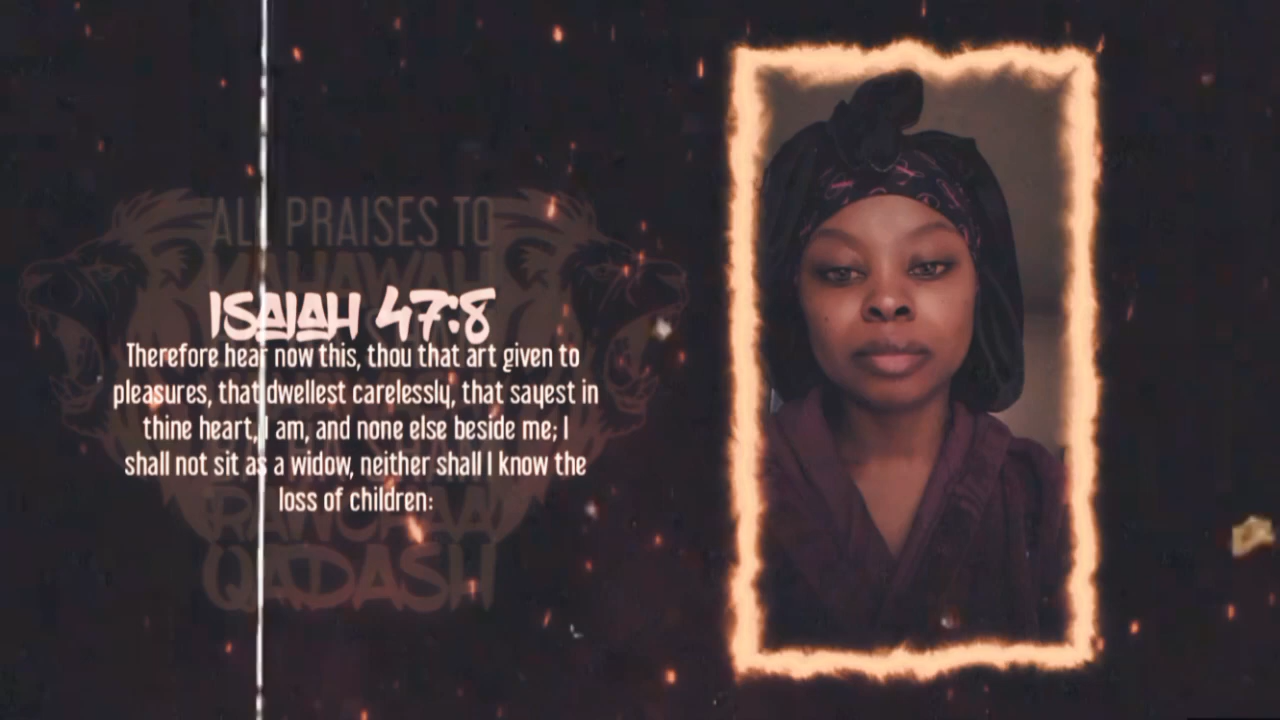 ALL PRAISES TO
ISAIAH 47:8
Therefore hear now this, thou that art given to
pleasures, that dwellest carelessly, that sayest in
thine heart, I am, and none else beside me; I
shall not sit as a widow, neither shall I know the
loss of children:
QADASH